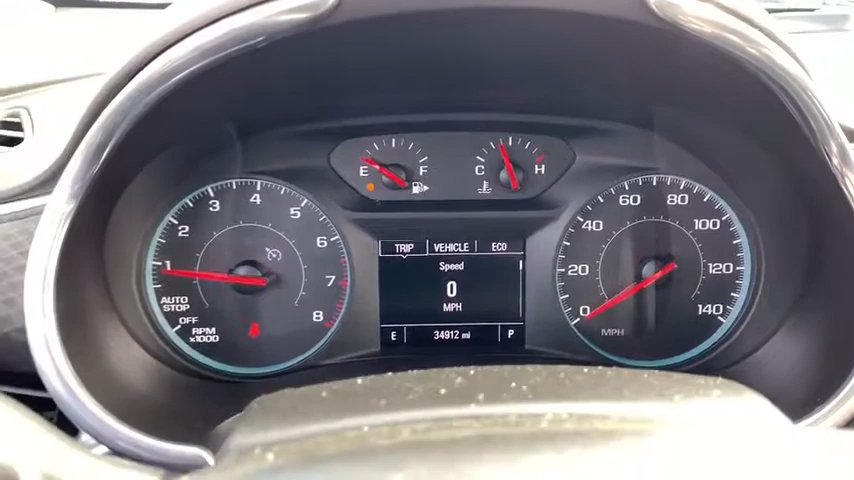 E F
C H
1 2 3 4 5 6 7 8
AUTO
STOP
OFF
RPM
x1000
TRIP VEHICLE ECO
Speed
0
MPH
E 34912 mi P
0 20 40 60 80 100 120 140
MPH